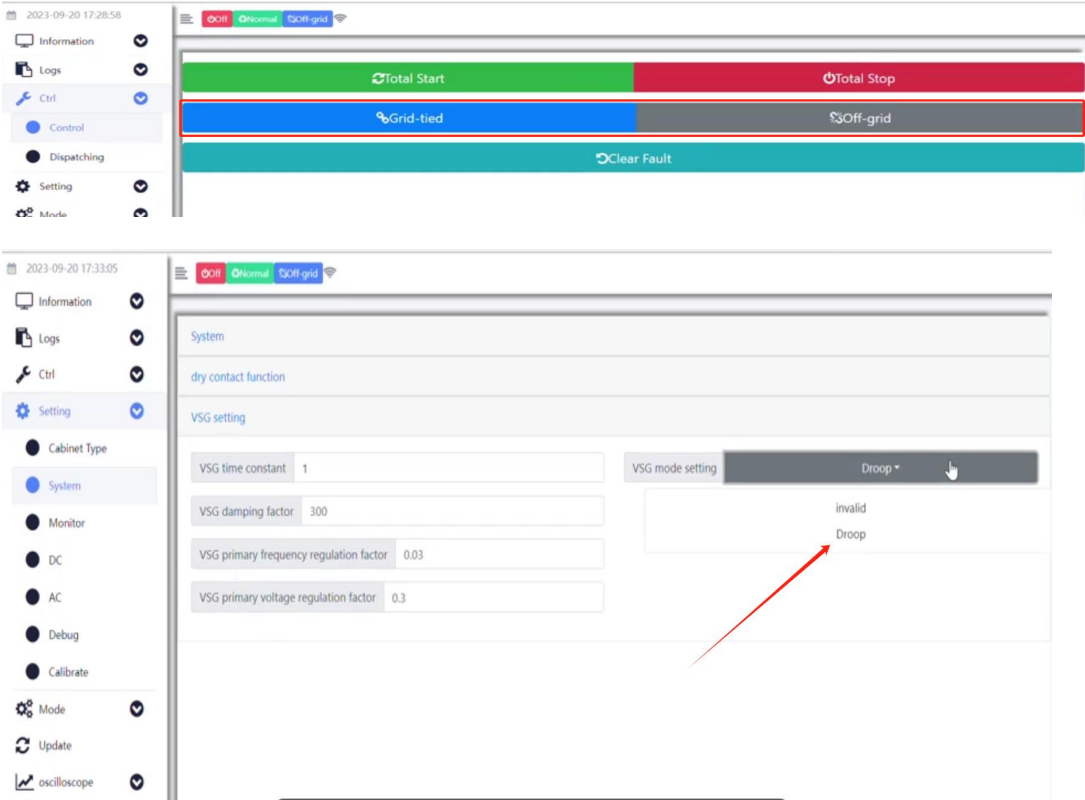 2023-09-20 17:28:58
Off Normal Off-grid
Information
Logs
Ctrl
Control
Dispatching
Setting
Mode
Total Start Total Stop
Grid-tied Off-grid
Clear Fault
2023-09-20 17:33:05
Off Normal Off-grid
Information
Logs
Ctrl
Setting
Cabinet Type
System
Monitor
DC
AC
Debug
Calibrate
Mode
Update
oscilloscope
System
dry contact function
VSG setting
VSG time constant 1
VSG damping factor 300
VSG primary frequency regulation factor 0.03
VSG primary voltage regulation factor 0.3
VSG mode setting Droop
invalid
Droop